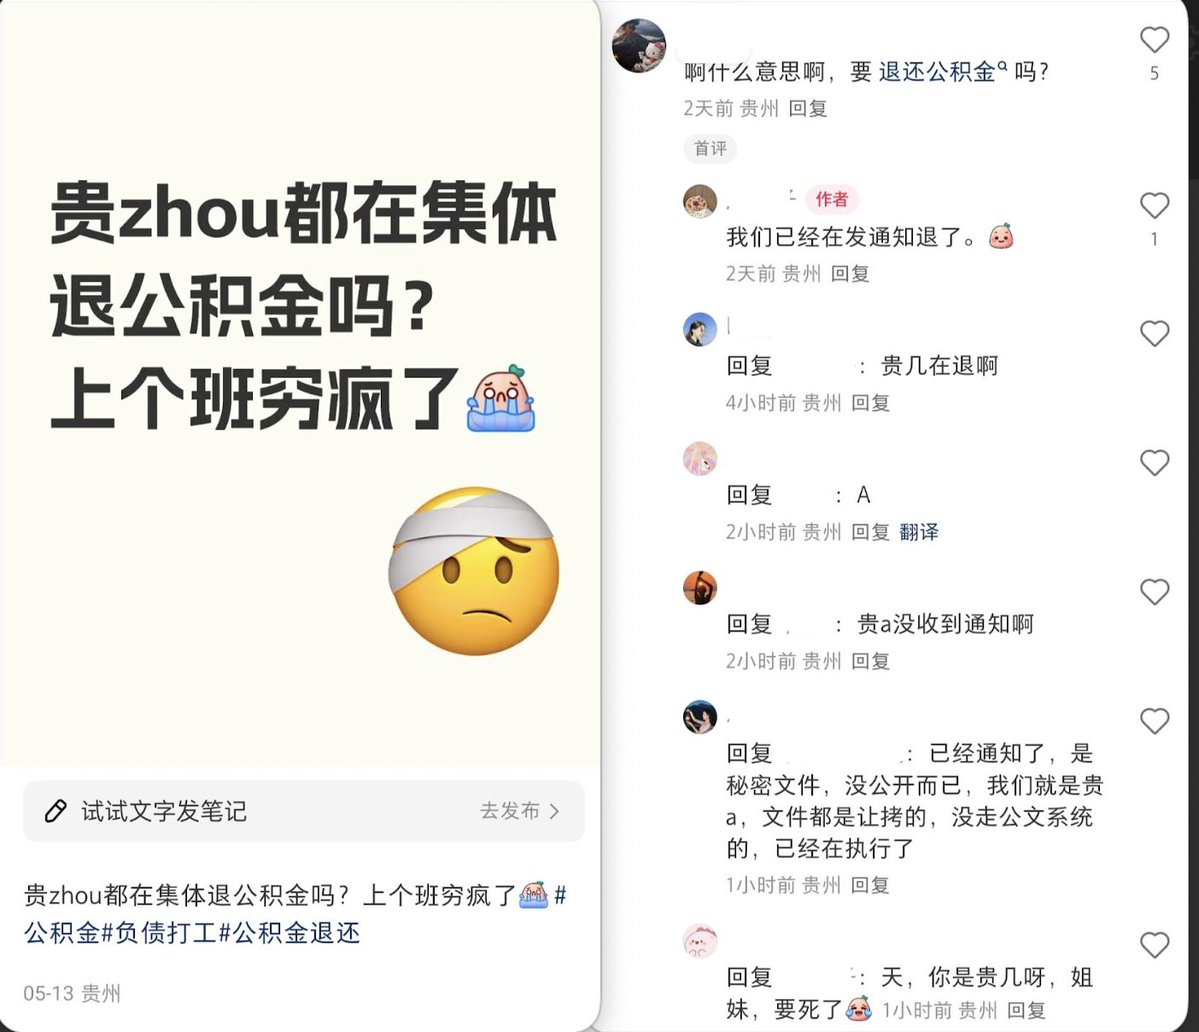 贵zhou都在集体
退公积金吗？
上个班穷疯了
试试文字发笔记
去发布
贵zhou都在集体退公积金吗？上个班穷疯了#
公积金#负债打工#公积金退还
05-13 贵州
啊什么意思啊，要 退还公积金 吗？
5
2天前 贵州 回复
首评
作者
我们已经在发通知退了。
1
2天前 贵州 回复
回复 ：贵几在退啊
4小时前 贵州 回复
回复 ：A
2小时前 贵州 回复 翻译
回复 ：贵a没收到通知啊
2小时前 贵州 回复
回复 ：已经通知了，是
秘密文件，没公开而已，我们就是贵
a，文件都是让拷的，没走公文系统
的，已经在执行了
1小时前 贵州 回复
回复 ：天，你是贵几呀，姐
妹，要死了 1小时前 贵州 回复